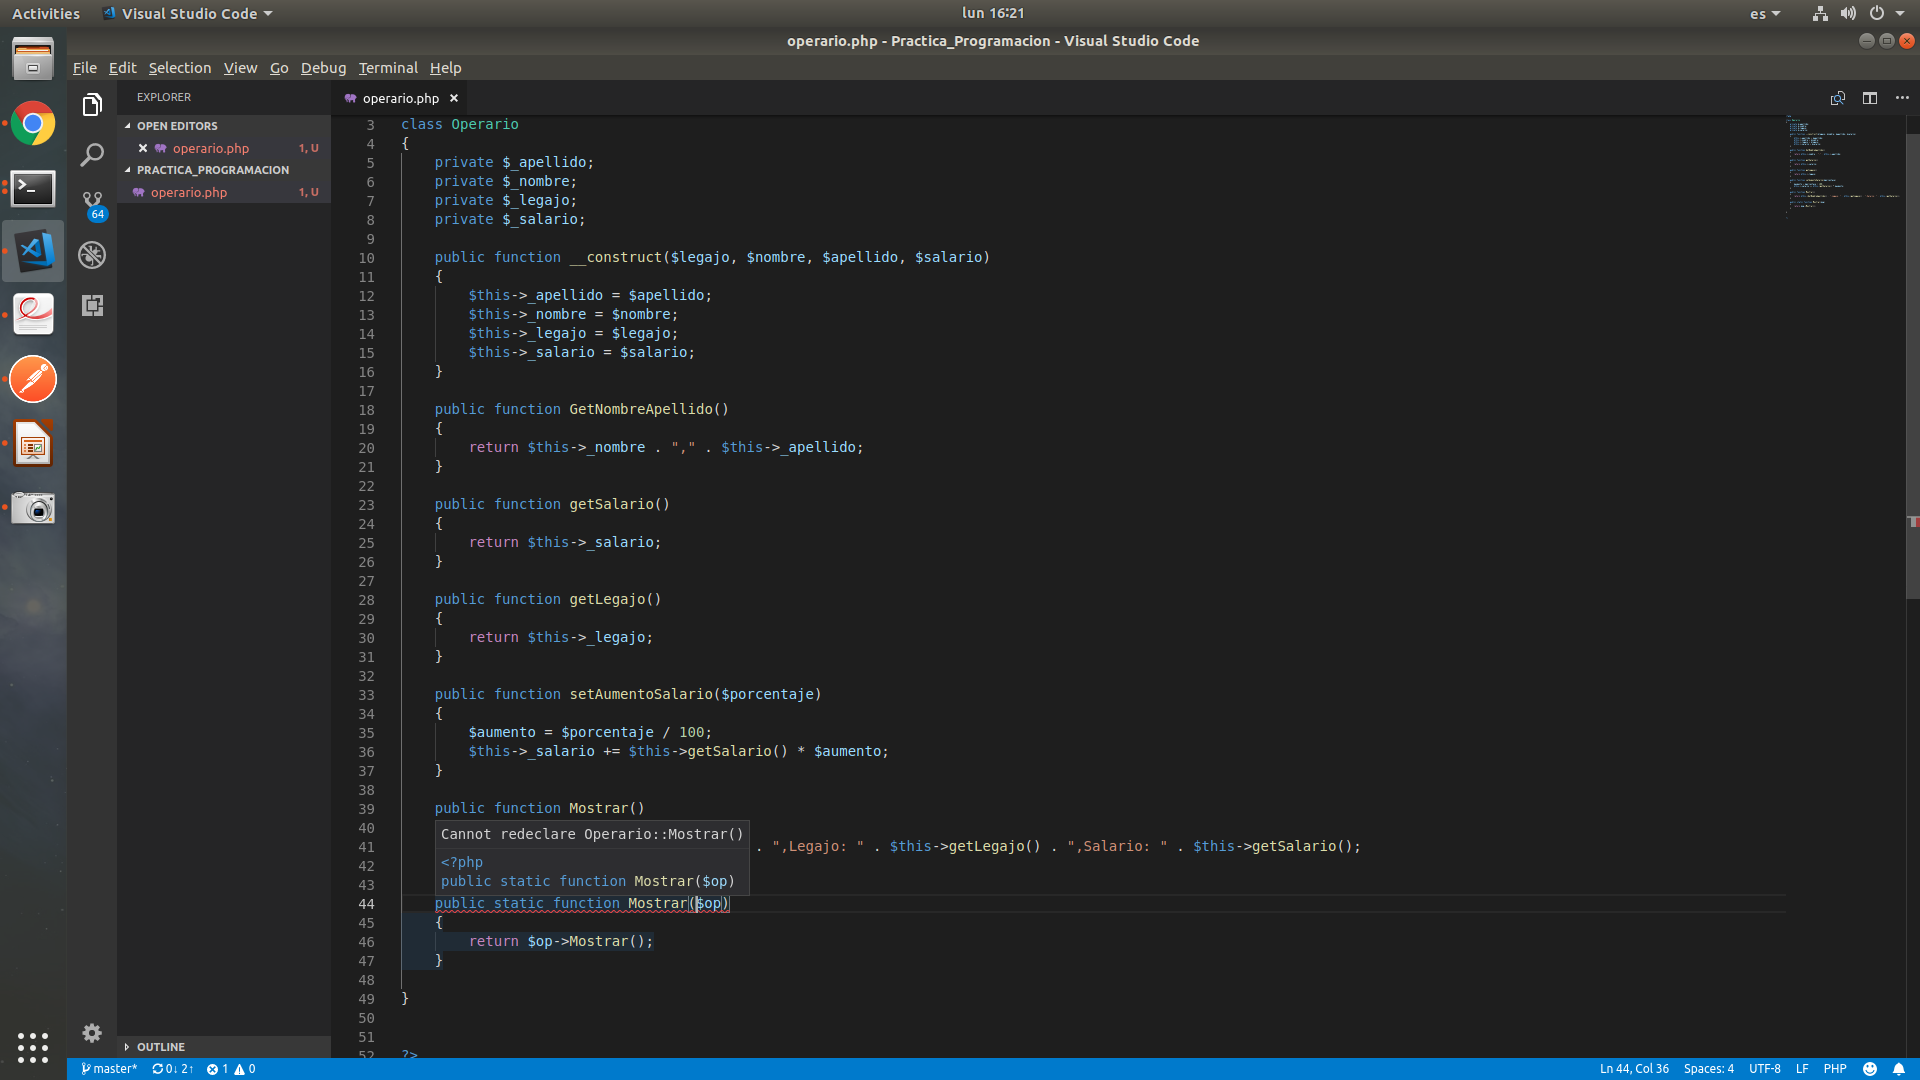 Activities
Visual Studio Code
lun 16:21
es
operario.php - Practica_Programacion - Visual Studio Code
File Edit Selection View Go Debug Terminal Help
EXPLORER
OPEN EDITORS
operario.php 1, U
PRACTICA_PROGRAMACION
operario.php 1, U
64
OUTLINE
operario.php
3 class Operario
4 {
5 private $_apellido;
6 private $_nombre;
7 private $_legajo;
8 private $_salario;
9
10 public function __construct($legajo, $nombre, $apellido, $salario)
11 {
12 $this->_apellido = $apellido;
13 $this->_nombre = $nombre;
14 $this->_legajo = $legajo;
15 $this->_salario = $salario;
16 }
17
18 public function GetNombreApellido()
19 {
20 return $this->_nombre . "," . $this->_apellido;
21 }
22
23 public function getSalario()
24 {
25 return $this->_salario;
26 }
27
28 public function getLegajo()
29 {
30 return $this->_legajo;
31 }
32
33 public function setAumentoSalario($porcentaje)
34 {
35 $aumento = $porcentaje / 100;
36 $this->_salario += $this->getSalario() * $aumento;
37 }
38
39 public function Mostrar()
40
Cannot redeclare Operario::Mostrar()
<?php
public static function Mostrar($op)
41 . ",Legajo: " . $this->getLegajo() . ",Salario: " . $this->getSalario();
42
43
44 public static function Mostrar($op)
45 {
46 return $op->Mostrar();
47 }
48
49 }
50
51
52 ?>
master* 0↓ 2↑ 1 0
Ln 44, Col 36 Spaces: 4 UTF-8 LF PHP